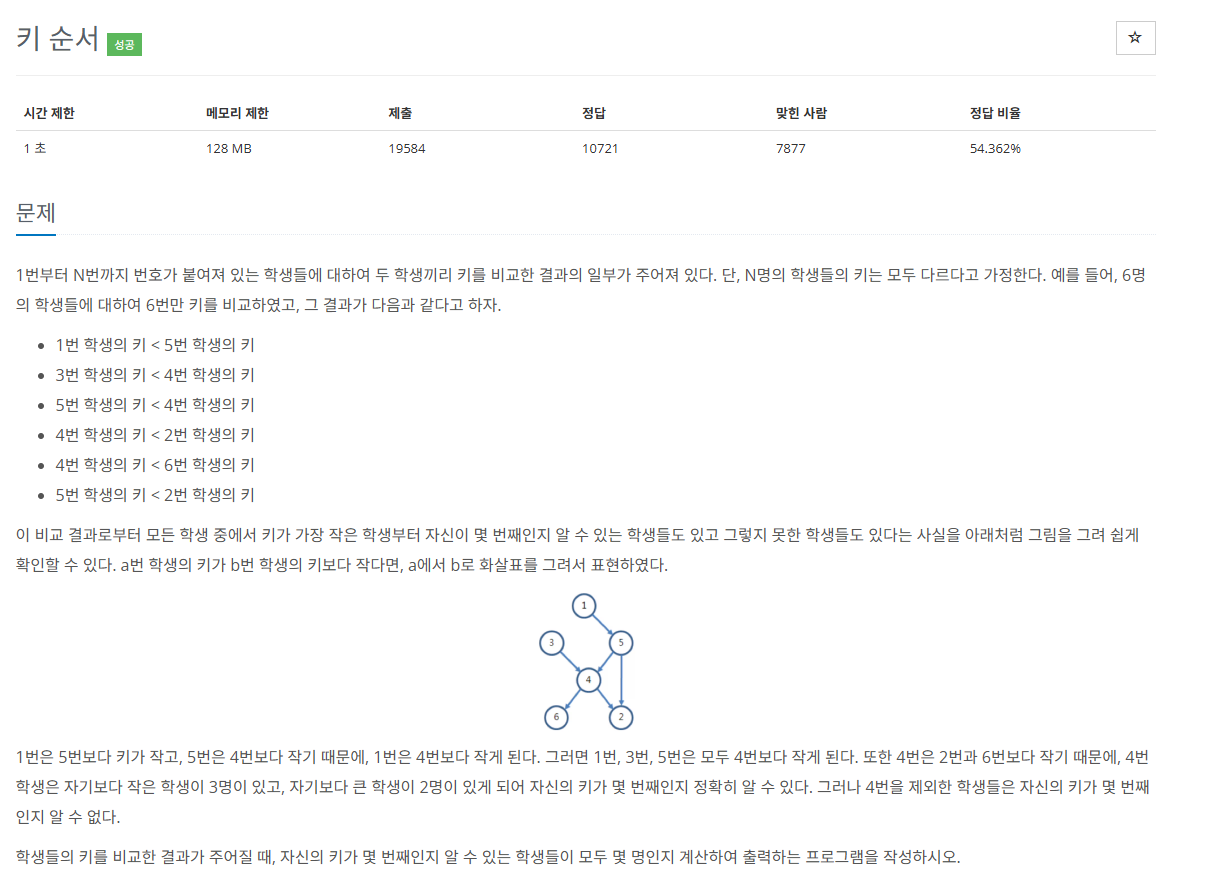 키 순서 성공
☆
시간 제한 메모리 제한 제출 정답 맞힌 사람 정답 비율
1 초 128 MB 19584 10721 7877 54.362%
문제
1번부터 N번까지 번호가 붙여져 있는 학생들에 대하여 두 학생끼리 키를 비교한 결과의 일부가 주어져 있다. 단, N명의 학생들의 키는 모두 다르다고 가정한다. 예를 들어, 6명
의 학생들에 대하여 6번만 키를 비교하였고, 그 결과가 다음과 같다고 하자.
• 1번 학생의 키 < 5번 학생의 키
• 3번 학생의 키 < 4번 학생의 키
• 5번 학생의 키 < 4번 학생의 키
• 4번 학생의 키 < 2번 학생의 키
• 4번 학생의 키 < 6번 학생의 키
• 5번 학생의 키 < 2번 학생의 키
이 비교 결과로부터 모든 학생 중에서 키가 가장 작은 학생부터 자신이 몇 번째인지 알 수 있는 학생들도 있고 그렇지 못한 학생들도 있다는 사실을 아래처럼 그림을 그려 쉽게
확인할 수 있다. a번 학생의 키가 b번 학생의 키보다 작다면, a에서 b로 화살표를 그려서 표현하였다.
1
3 5
4
6 2
1번은 5번보다 키가 작고, 5번은 4번보다 작기 때문에, 1번은 4번보다 작게 된다. 그러면 1번, 3번, 5번은 모두 4번보다 작게 된다. 또한 4번은 2번과 6번보다 작기 때문에, 4번
학생은 자기보다 작은 학생이 3명이 있고, 자기보다 큰 학생이 2명이 있게 되어 자신의 키가 몇 번째인지 정확히 알 수 있다. 그러나 4번을 제외한 학생들은 자신의 키가 몇 번째
인지 알 수 없다.
학생들의 키를 비교한 결과가 주어질 때, 자신의 키가 몇 번째인지 알 수 있는 학생들이 모두 몇 명인지 계산하여 출력하는 프로그램을 작성하시오.